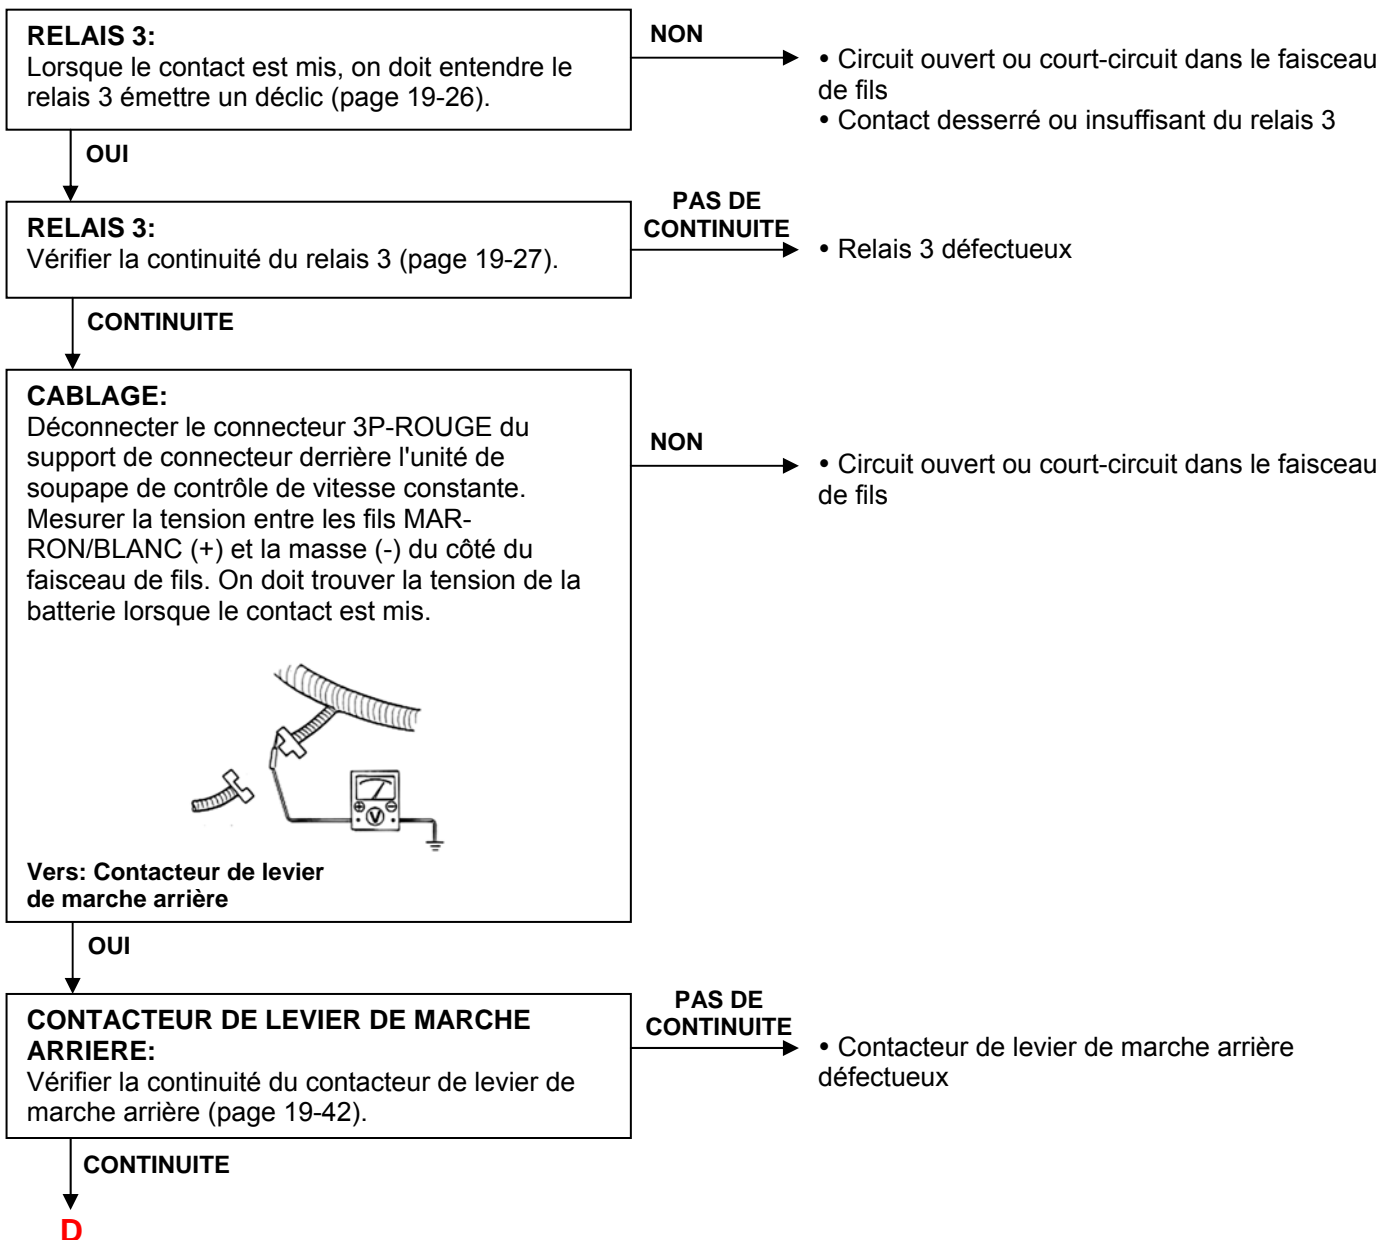 RELAIS 3:
Lorsque le contact est mis, on doit entendre le
relais 3 émettre un déclic (page 19-26).
NON
• Circuit ouvert ou court-circuit dans le faisceau
de fils
• Contact desserré ou insuffisant du relais 3
OUI
RELAIS 3:
Vérifier la continuité du relais 3 (page 19-27).
PAS DE
CONTINUITE
• Relais 3 défectueux
CONTINUITE
CABLAGE:
Déconnecter le connecteur 3P-ROUGE du
support de connecteur derrière l'unité de
soupape de contrôle de vitesse constante.
Mesurer la tension entre les fils MAR-
RON/BLANC (+) et la masse (-) du côté du
faisceau de fils. On doit trouver la tension de la
batterie lorsque le contact est mis.
NON
• Circuit ouvert ou court-circuit dans le faisceau
de fils
V
Vers: Contacteur de levier
de marche arrière
OUI
CONTACTEUR DE LEVIER DE MARCHE
ARRIERE:
Vérifier la continuité du contacteur de levier de
marche arrière (page 19-42).
PAS DE
CONTINUITE
• Contacteur de levier de marche arrière
défectueux
CONTINUITE
D